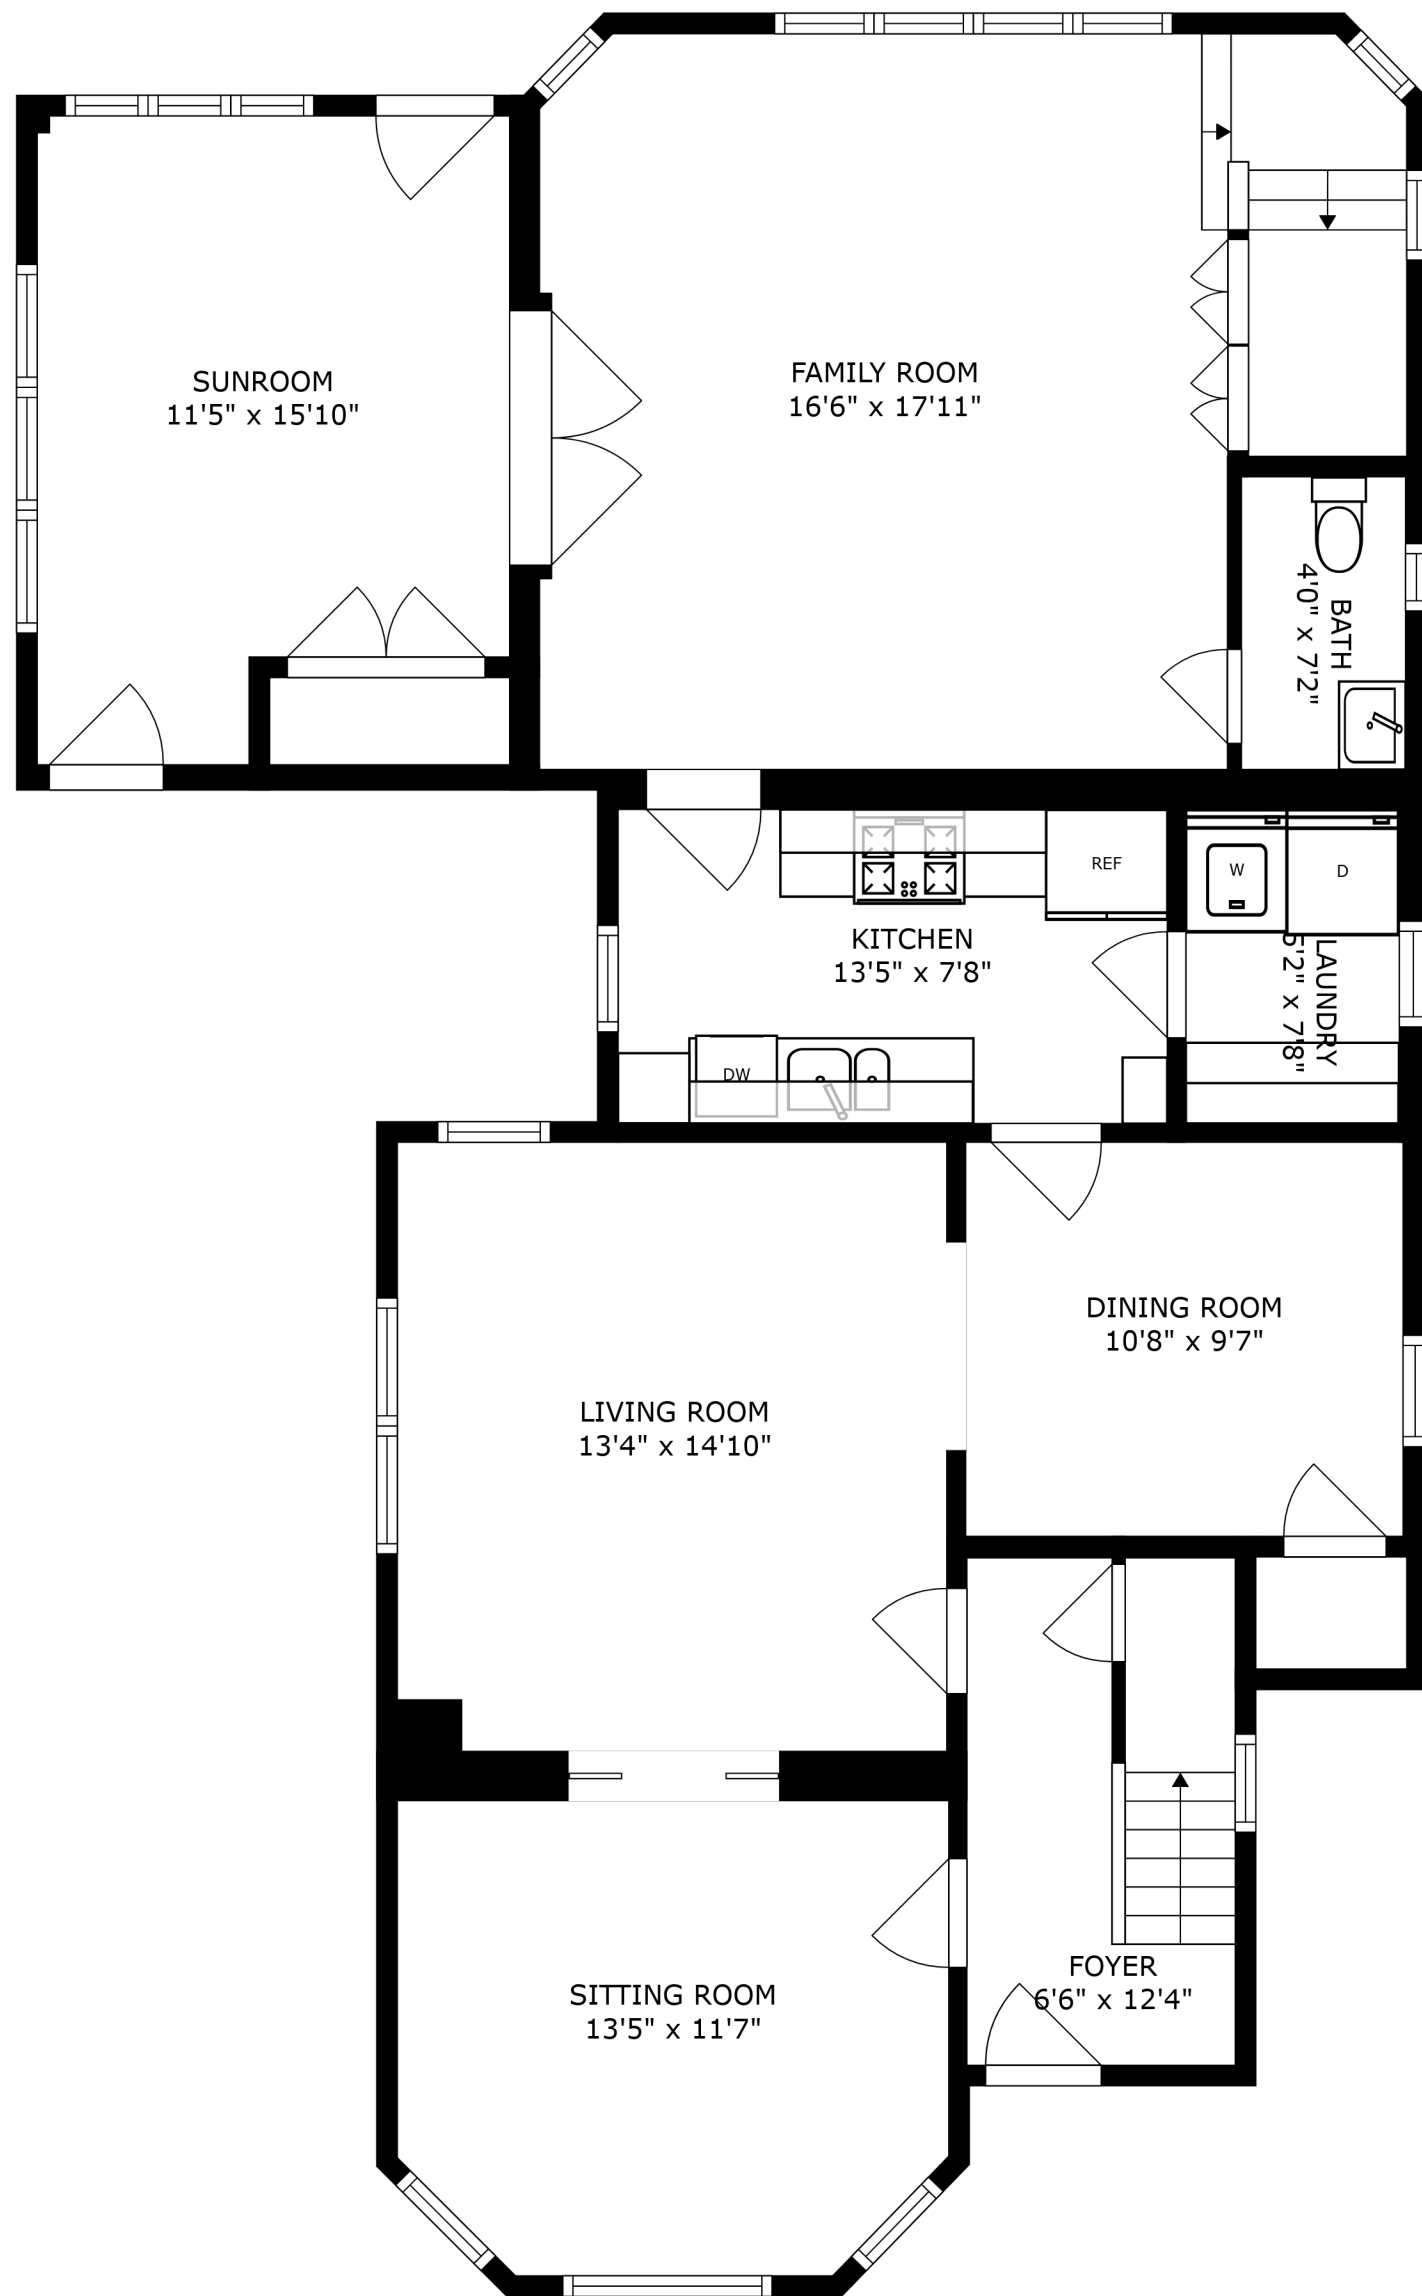 SUNROOM
11'5" x 15'10"
FAMILY ROOM
16'6" x 17'11"
BATH
4'0" x 7'2"
REF
W
D
KITCHEN
13'5" x 7'8"
LAUNDRY
5'2" x 7'8"
DW
DINING ROOM
10'8" x 9'7"
LIVING ROOM
13'4" x 14'10"
FOYER
6'6" x 12'4"
SITTING ROOM
13'5" x 11'7"